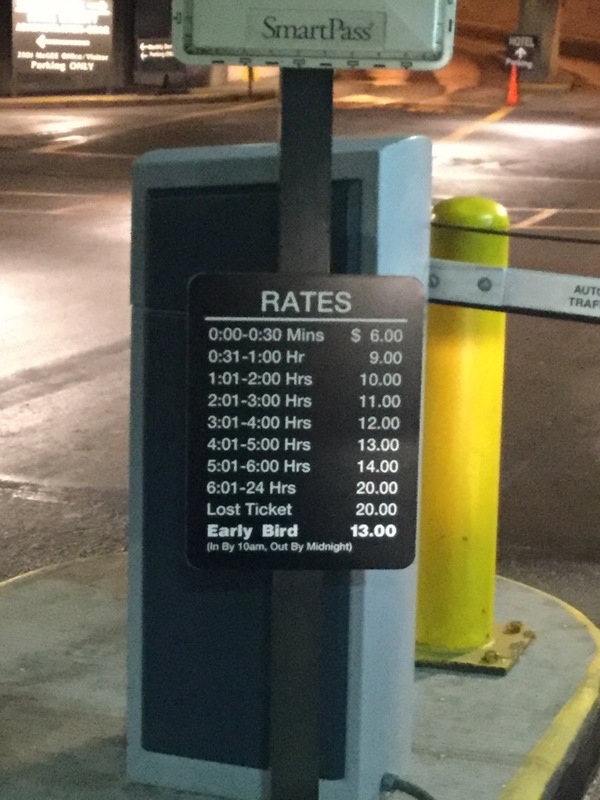 SmartPass
Parking ONLY
HOTEL
Parking
AUTO
RATES
0:00-0:30 Mins $ 6.00
0:31-1:00 Hr 9.00
1:01-2:00 Hrs 10.00
2:01-3:00 Hrs 11.00
3:01-4:00 Hrs 12.00
4:01-5:00 Hrs 13.00
5:01-6:00 Hrs 14.00
6:01-24 Hrs 20.00
Lost Ticket 20.00
Early Bird 13.00
(In By 10am, Out By Midnight)